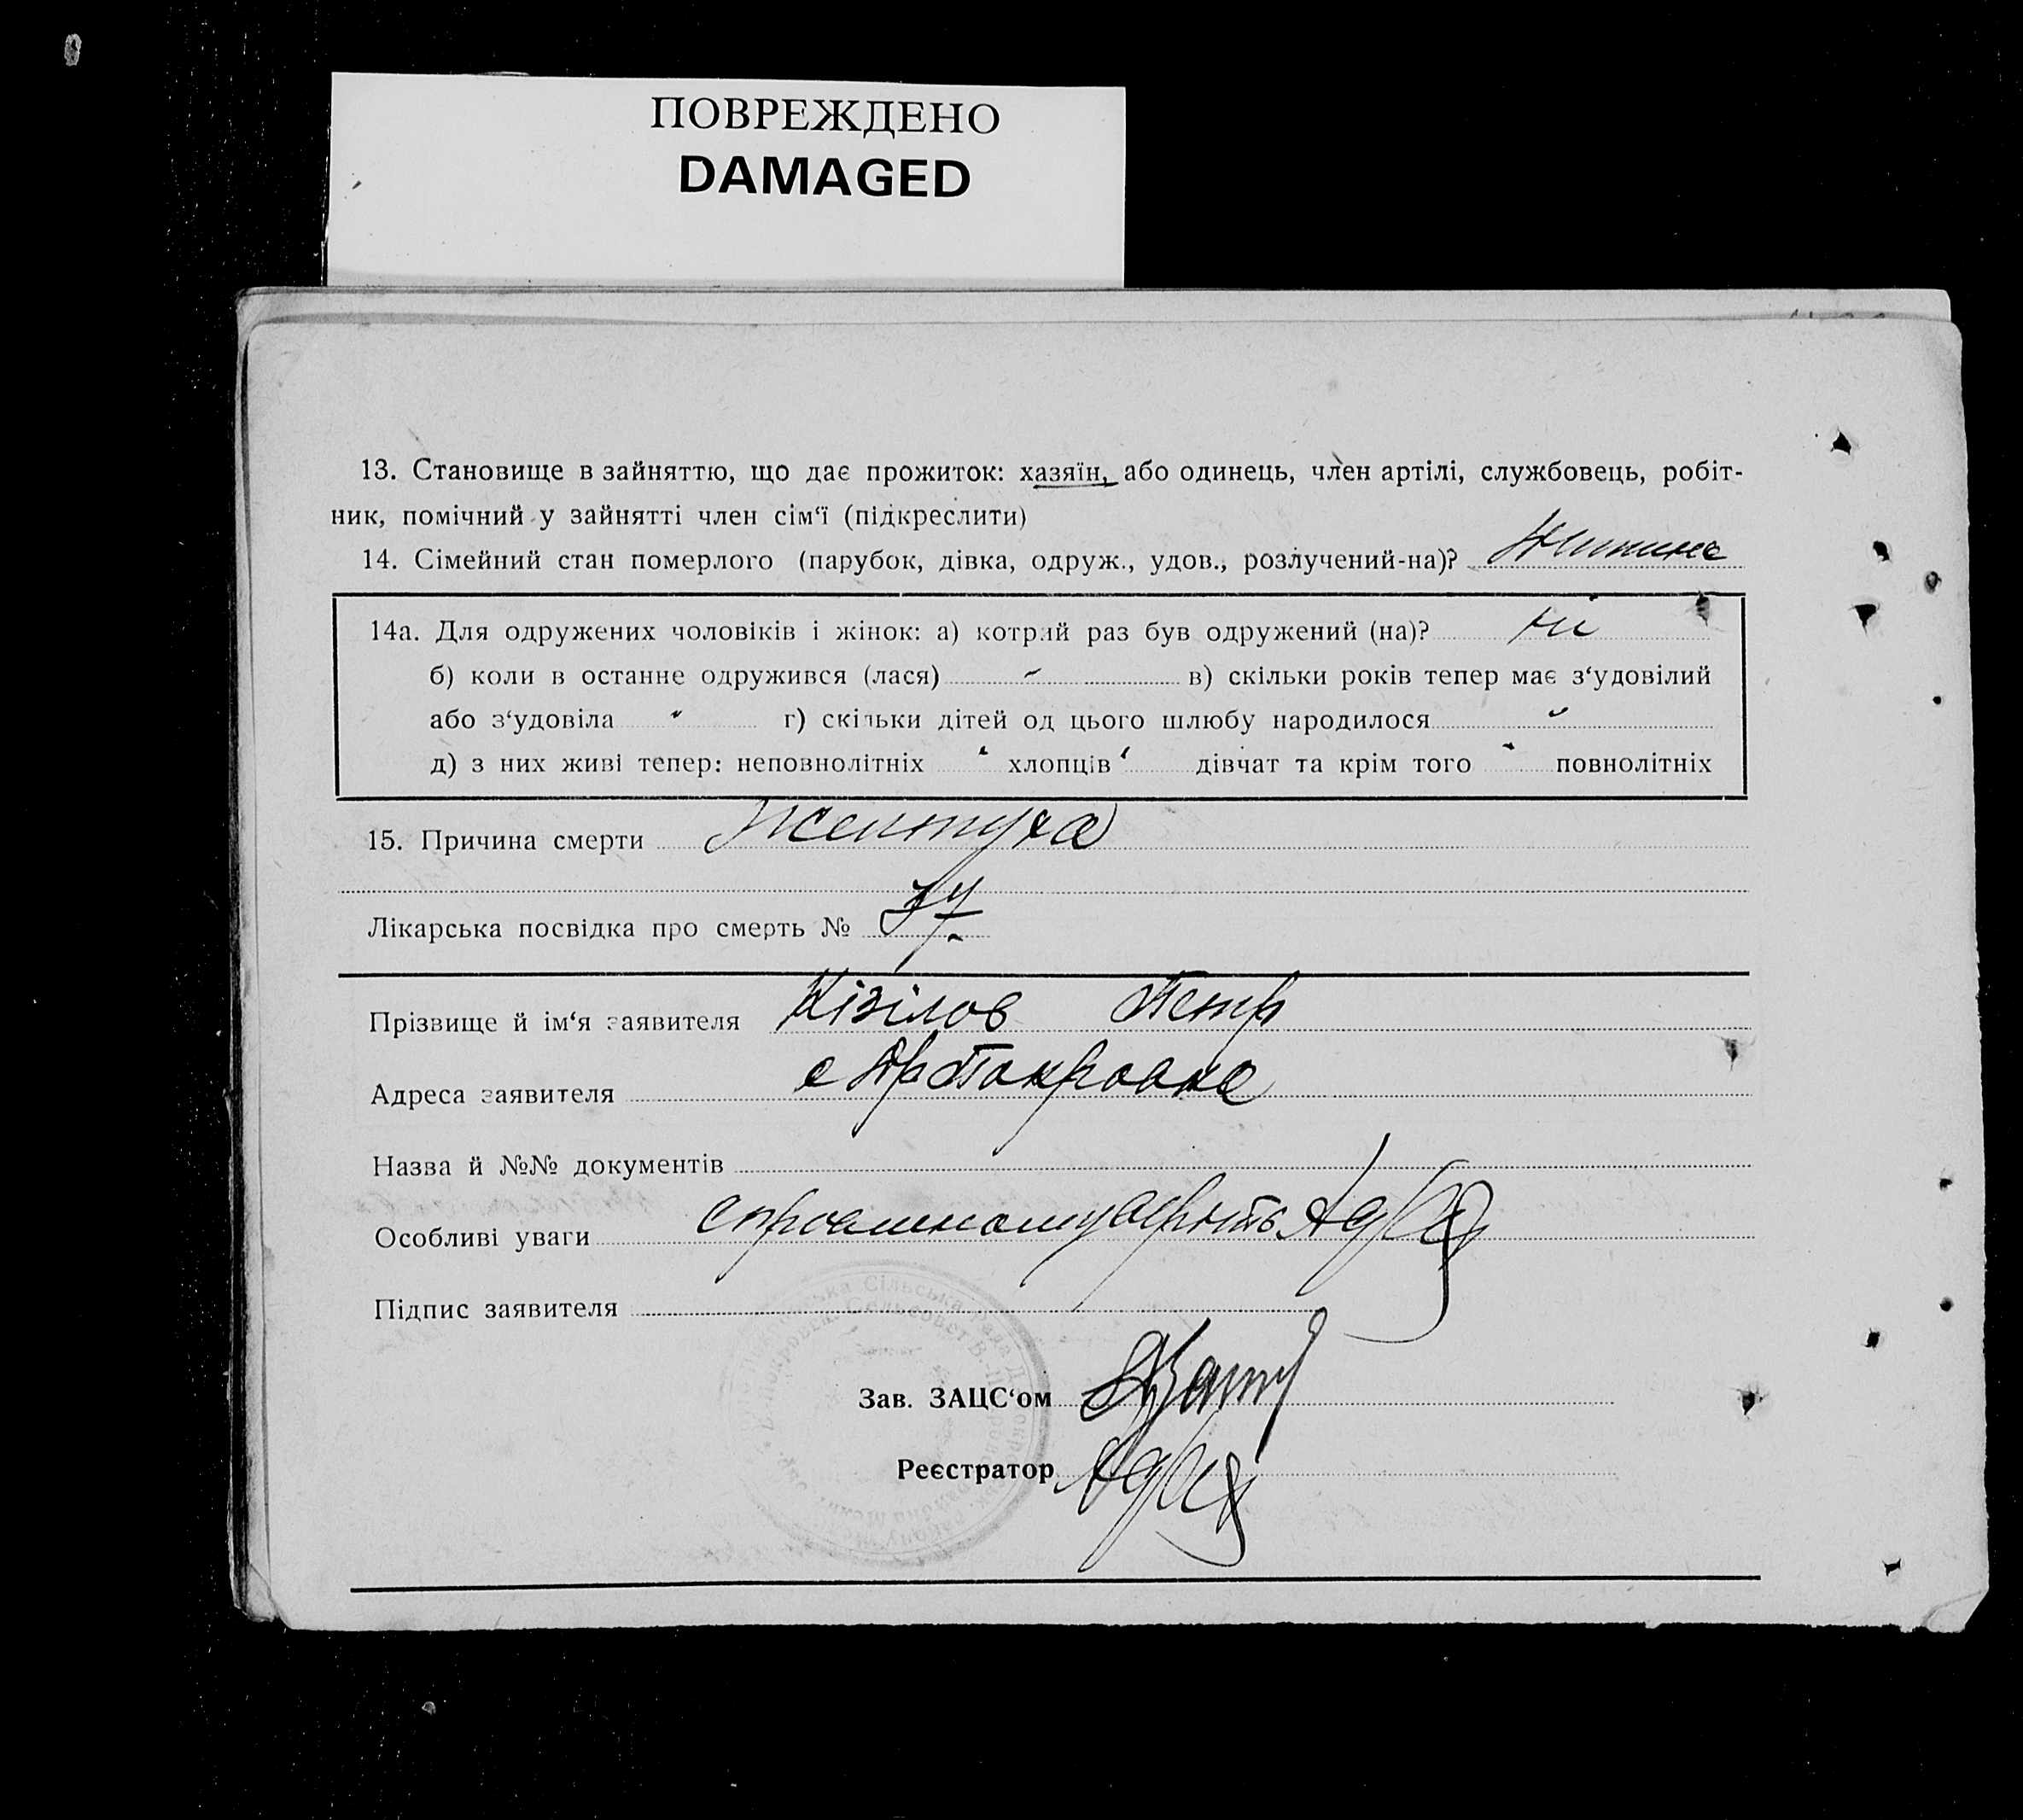 ПОВРЕЖДЕНО
DAMAGED
13. Становище в зайняттю, що дає прожиток: хазяїн, або одинець, член артілі, службовець, робіт-
ник, помічний у зайнятті член сім‘ї (підкреслити)
14. Сімейний стан померлого (парубок, дівка, одруж., удов., розлучений-на)?
14а. Для одружених чоловіків і жінок: а) котрий раз був одружений (на)? ні
б) коли в останне одружився (лася) - в) скільки років тепер має з‘удовілий
або з‘удовіла " г) скільки дітей од цього шлюбу народилося "
д) з них живі тепер: неповнолітніх " хлопців " дівчат та крім того " повнолітніх
15. Причина смерти Желтуха
Лікарська посвідка про смерть №
Прізвище й ім‘я заявителя Кізілов Петр
Адреса заявителя с
Назва й №№ документів
Особливі уваги
Підпис заявителя
Зав. ЗАЦС‘ом
Реєстратор